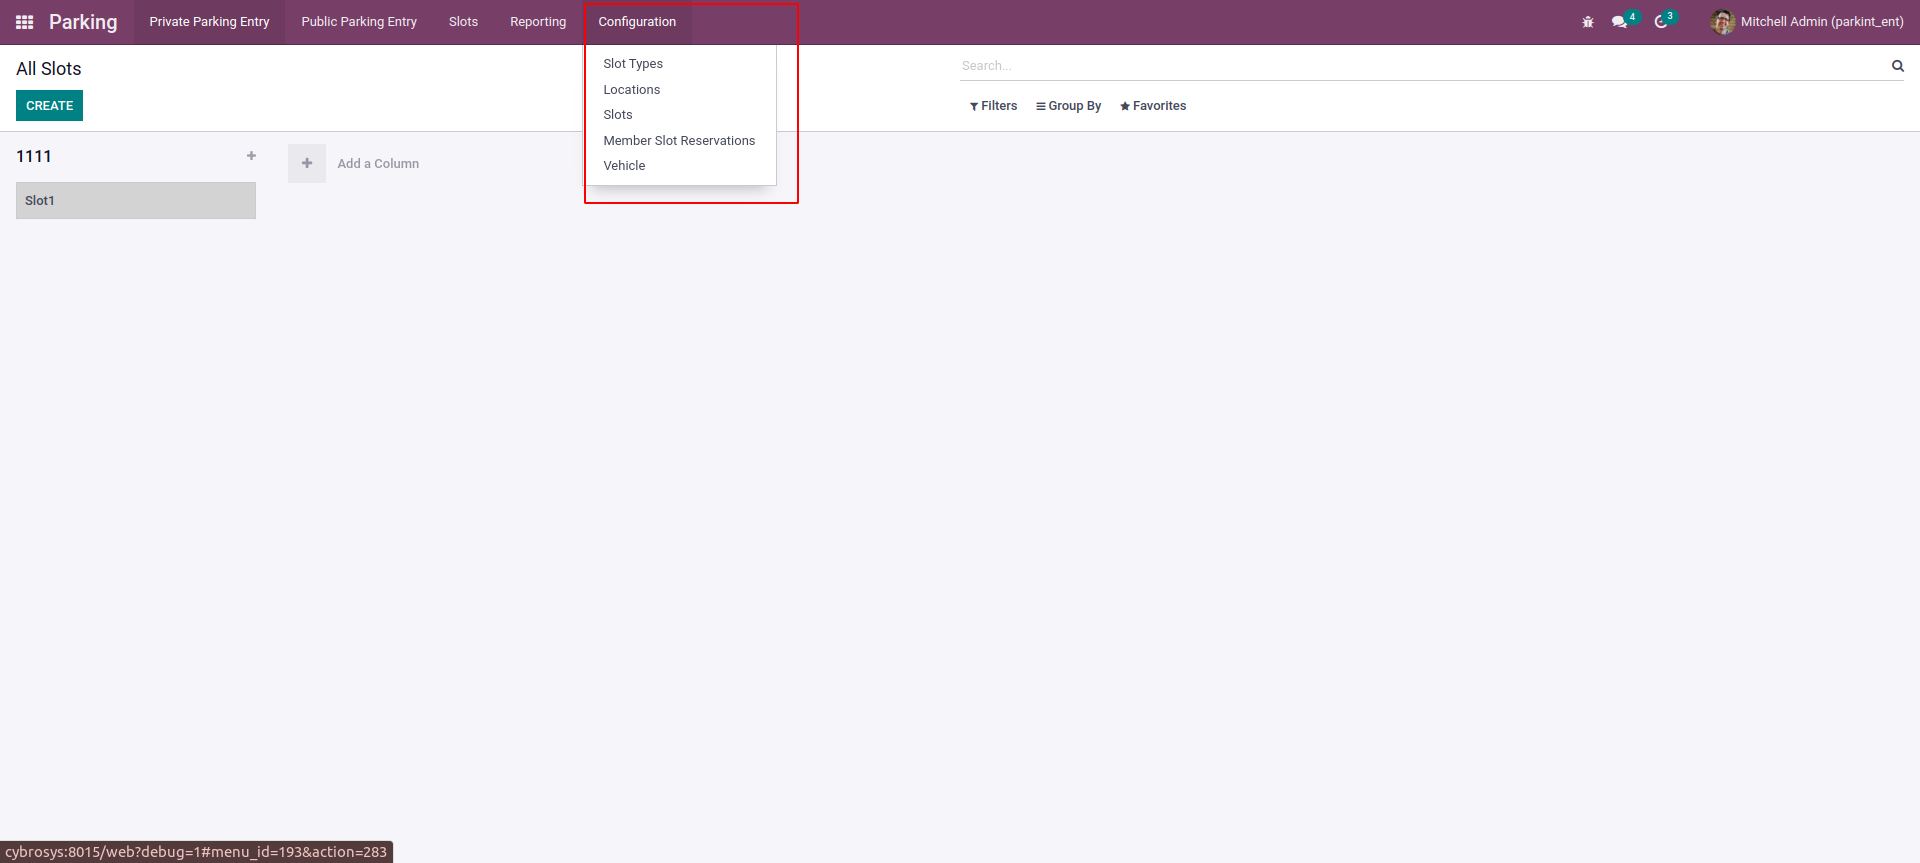 Parking Private Parking Entry Public Parking Entry Slots Reporting Configuration 4 3 Mitchell Admin (parkint_ent)
All Slots
CREATE
Slot Types
Locations
Slots
Member Slot Reservations
Vehicle
Search...
Filters Group By Favorites
1111
Add a Column
Slot1
cybrosys:8015/web?debug=1#menu_id=193&action=283